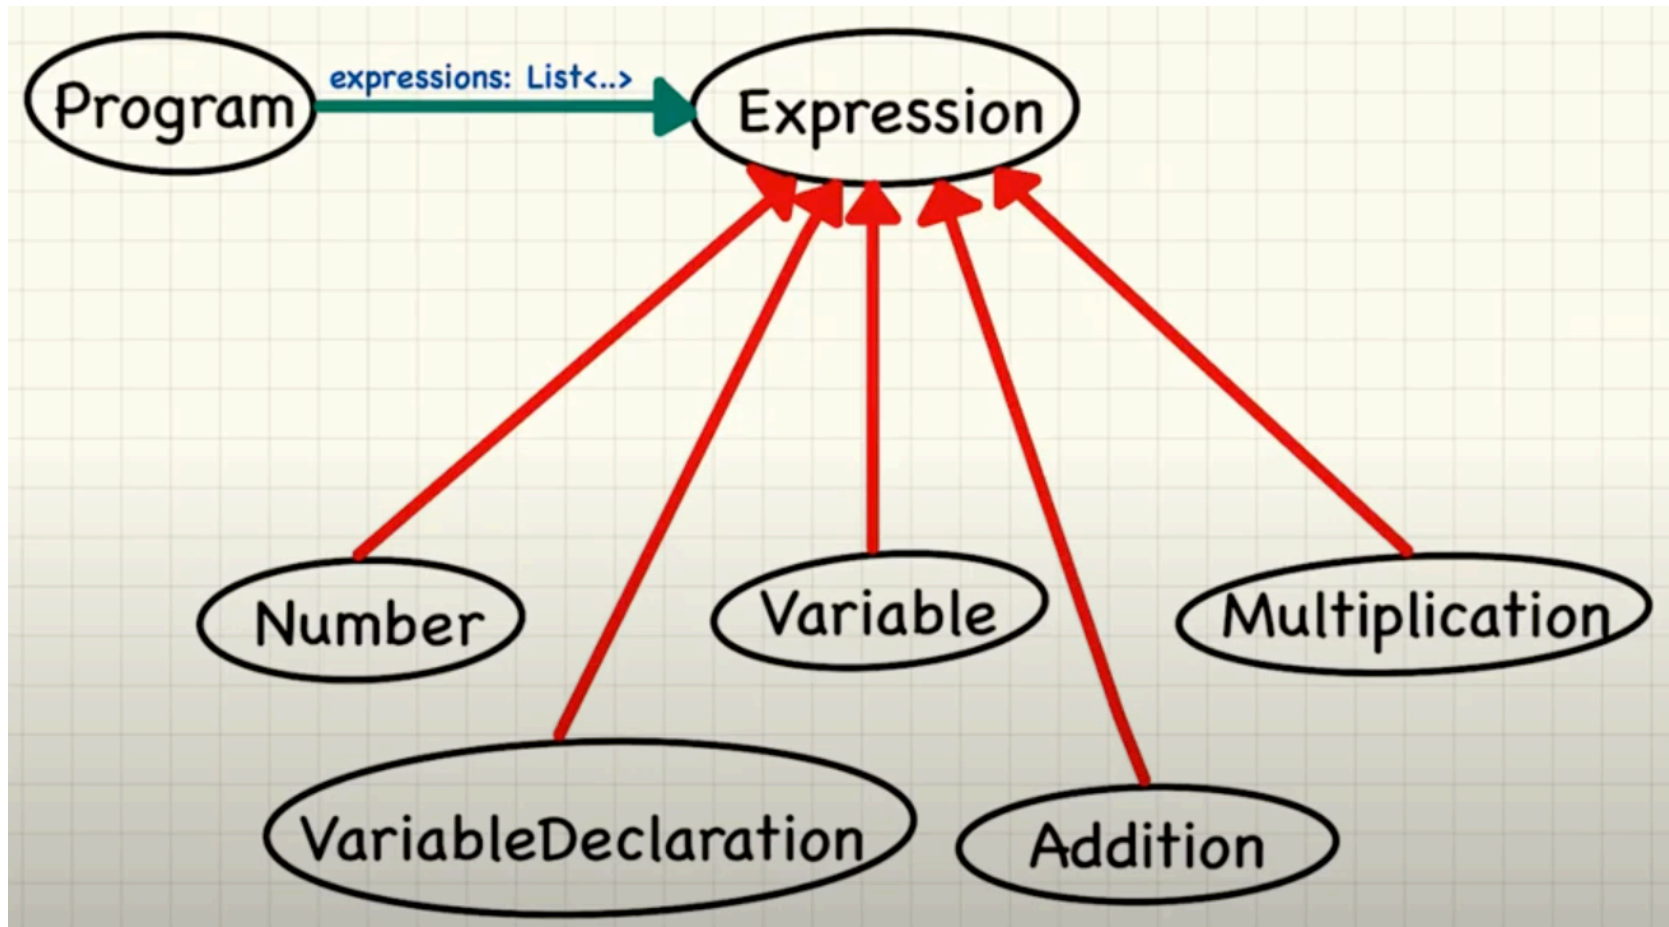 Program
expressions: List<..>
Expression
Number
Variable
Multiplication
VariableDeclaration
Addition